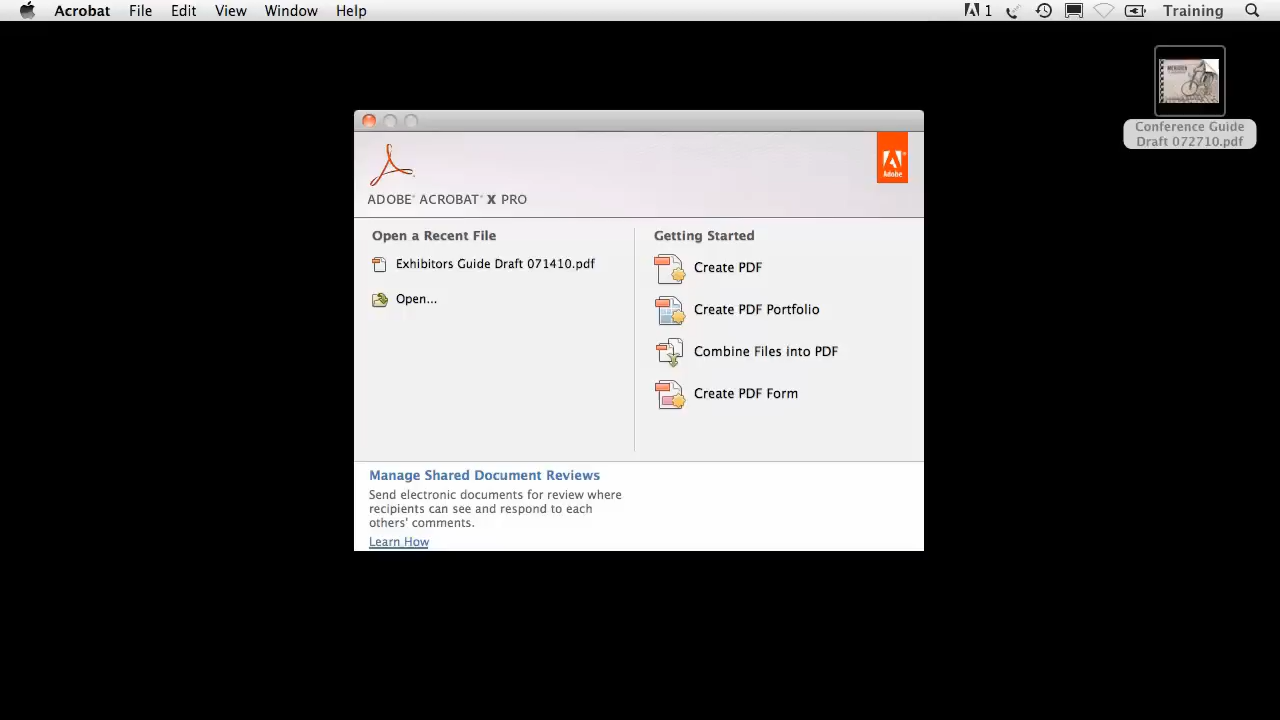 Acrobat File Edit View Window Help 1 Training
Conference Guide
Draft 072710.pdf
Adobe
ADOBE® ACROBAT® X PRO
Open a Recent File
Exhibitors Guide Draft 071410.pdf
Open...
Getting Started
Create PDF
Create PDF Portfolio
Combine Files into PDF
Create PDF Form
Manage Shared Document Reviews
Send electronic documents for review where
recipients can see and respond to each
others' comments.
Learn How